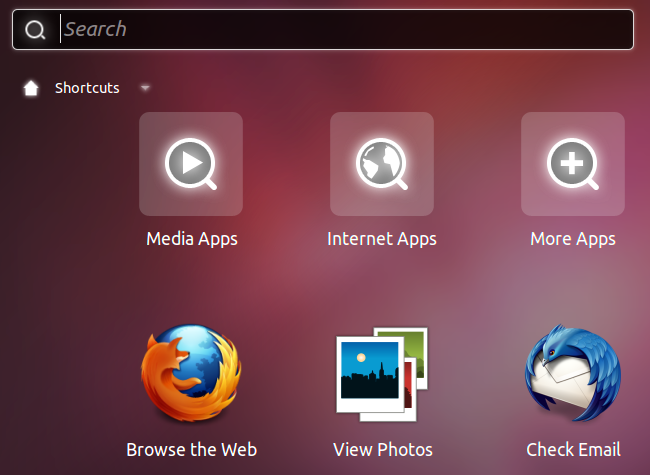 Search
Shortcuts
Media Apps
Internet Apps
More Apps
Browse the Web
View Photos
Check Email